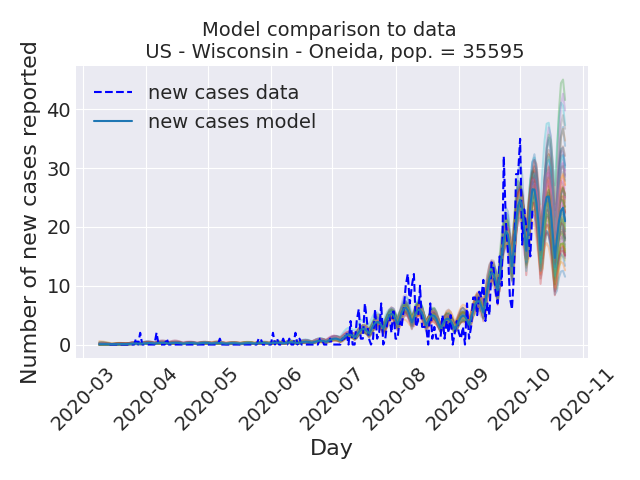 Model comparison to data
US - Wisconsin - Oneida, pop. = 35595
Number of new cases reported
40
30
20
10
0
new cases data
new cases model
2020-03
2020-04
2020-05
2020-06
2020-07
2020-08
2020-09
2020-10
2020-11
Day